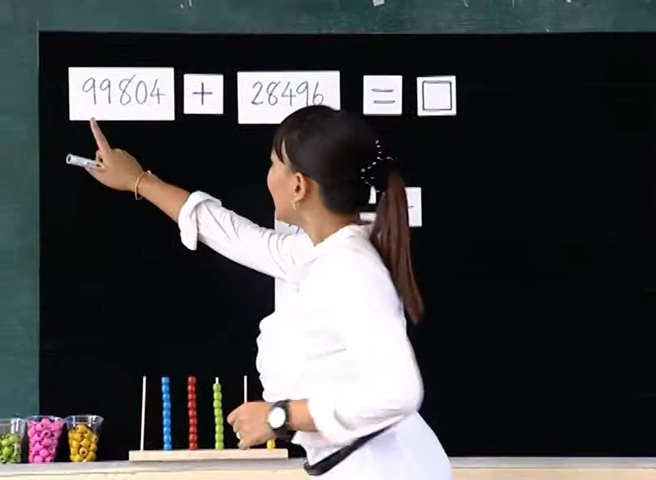 99804 + 28496 = □